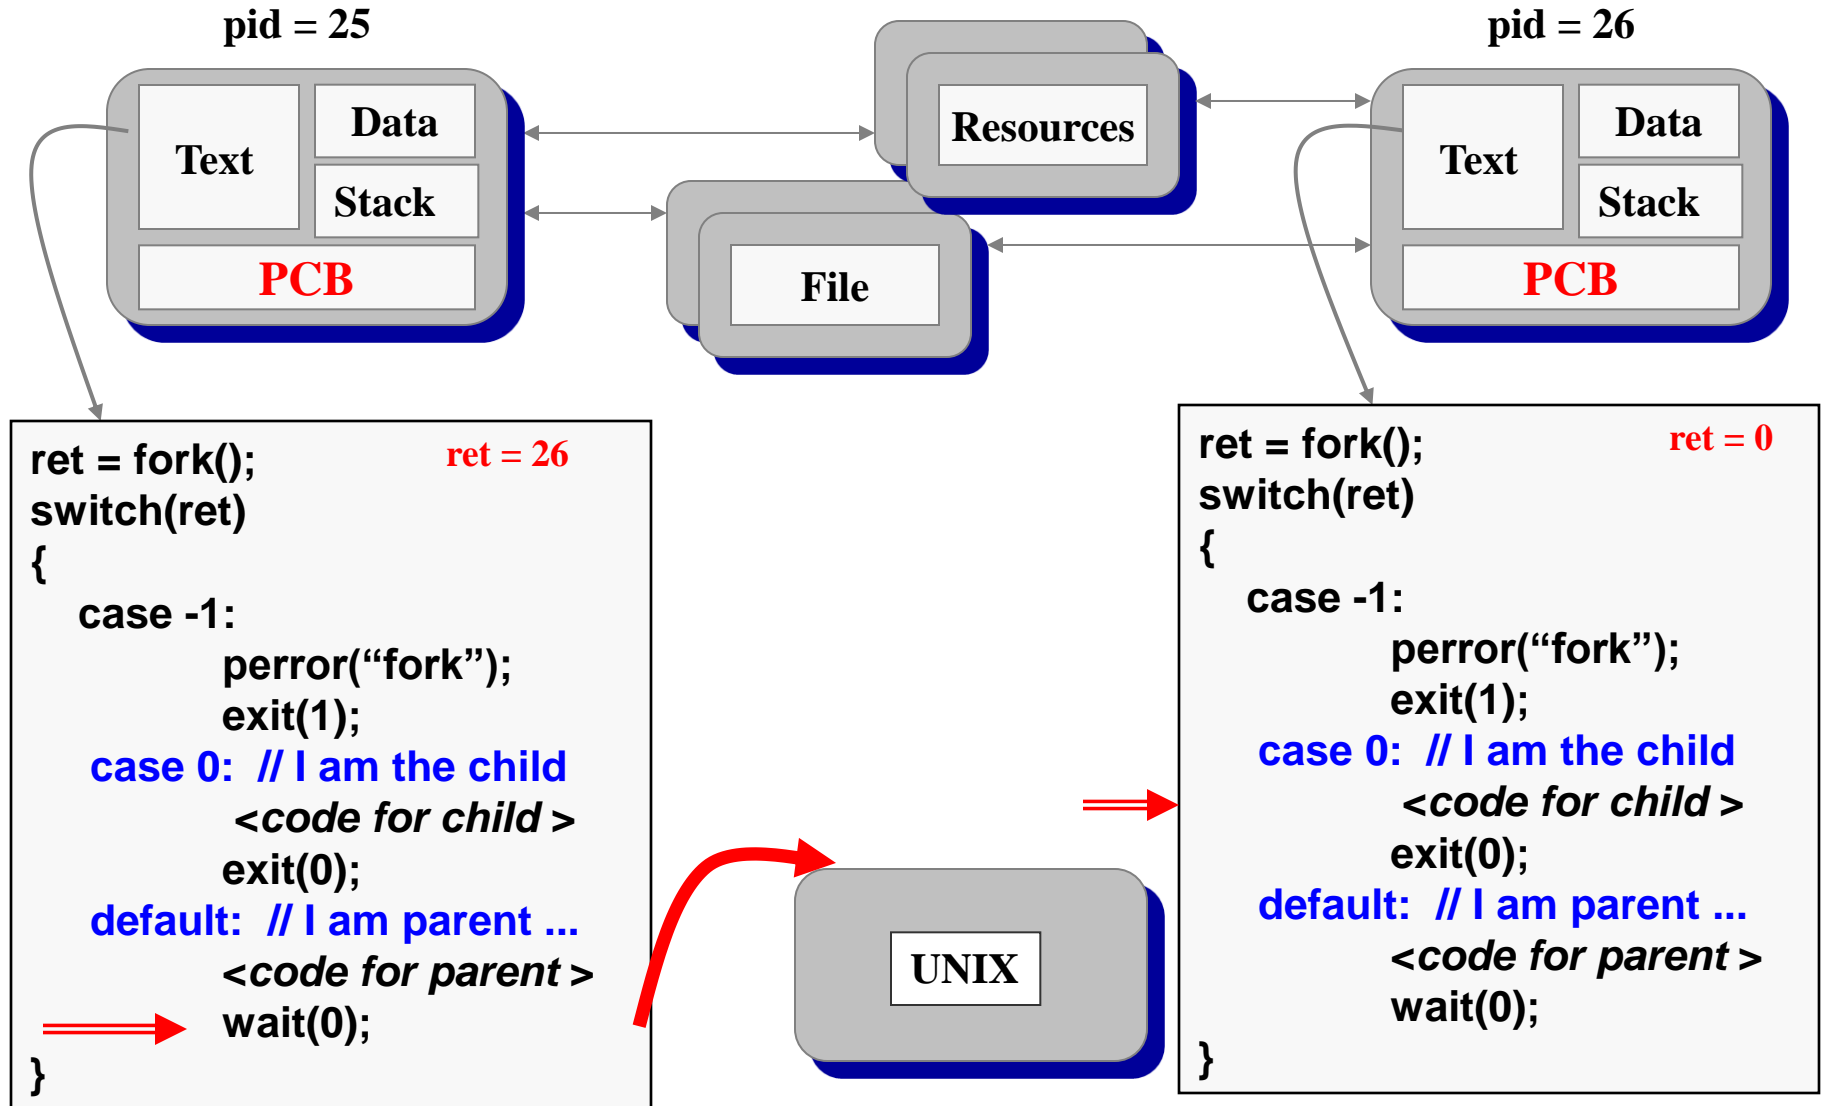 pid = 25
pid = 26
Text
Data
Stack
PCB
Resources
File
Text
Data
Stack
PCB
ret = fork();
ret = 26
switch(ret)
{
case -1:
perror(“fork”);
exit(1);
case 0:  // I am the child
<code for child >
exit(0);
default:  // I am parent ...
<code for parent >
wait(0);
}
UNIX
ret = fork();
ret = 0
switch(ret)
{
case -1:
perror(“fork”);
exit(1);
case 0:  // I am the child
<code for child >
exit(0);
default:  // I am parent ...
<code for parent >
wait(0);
}